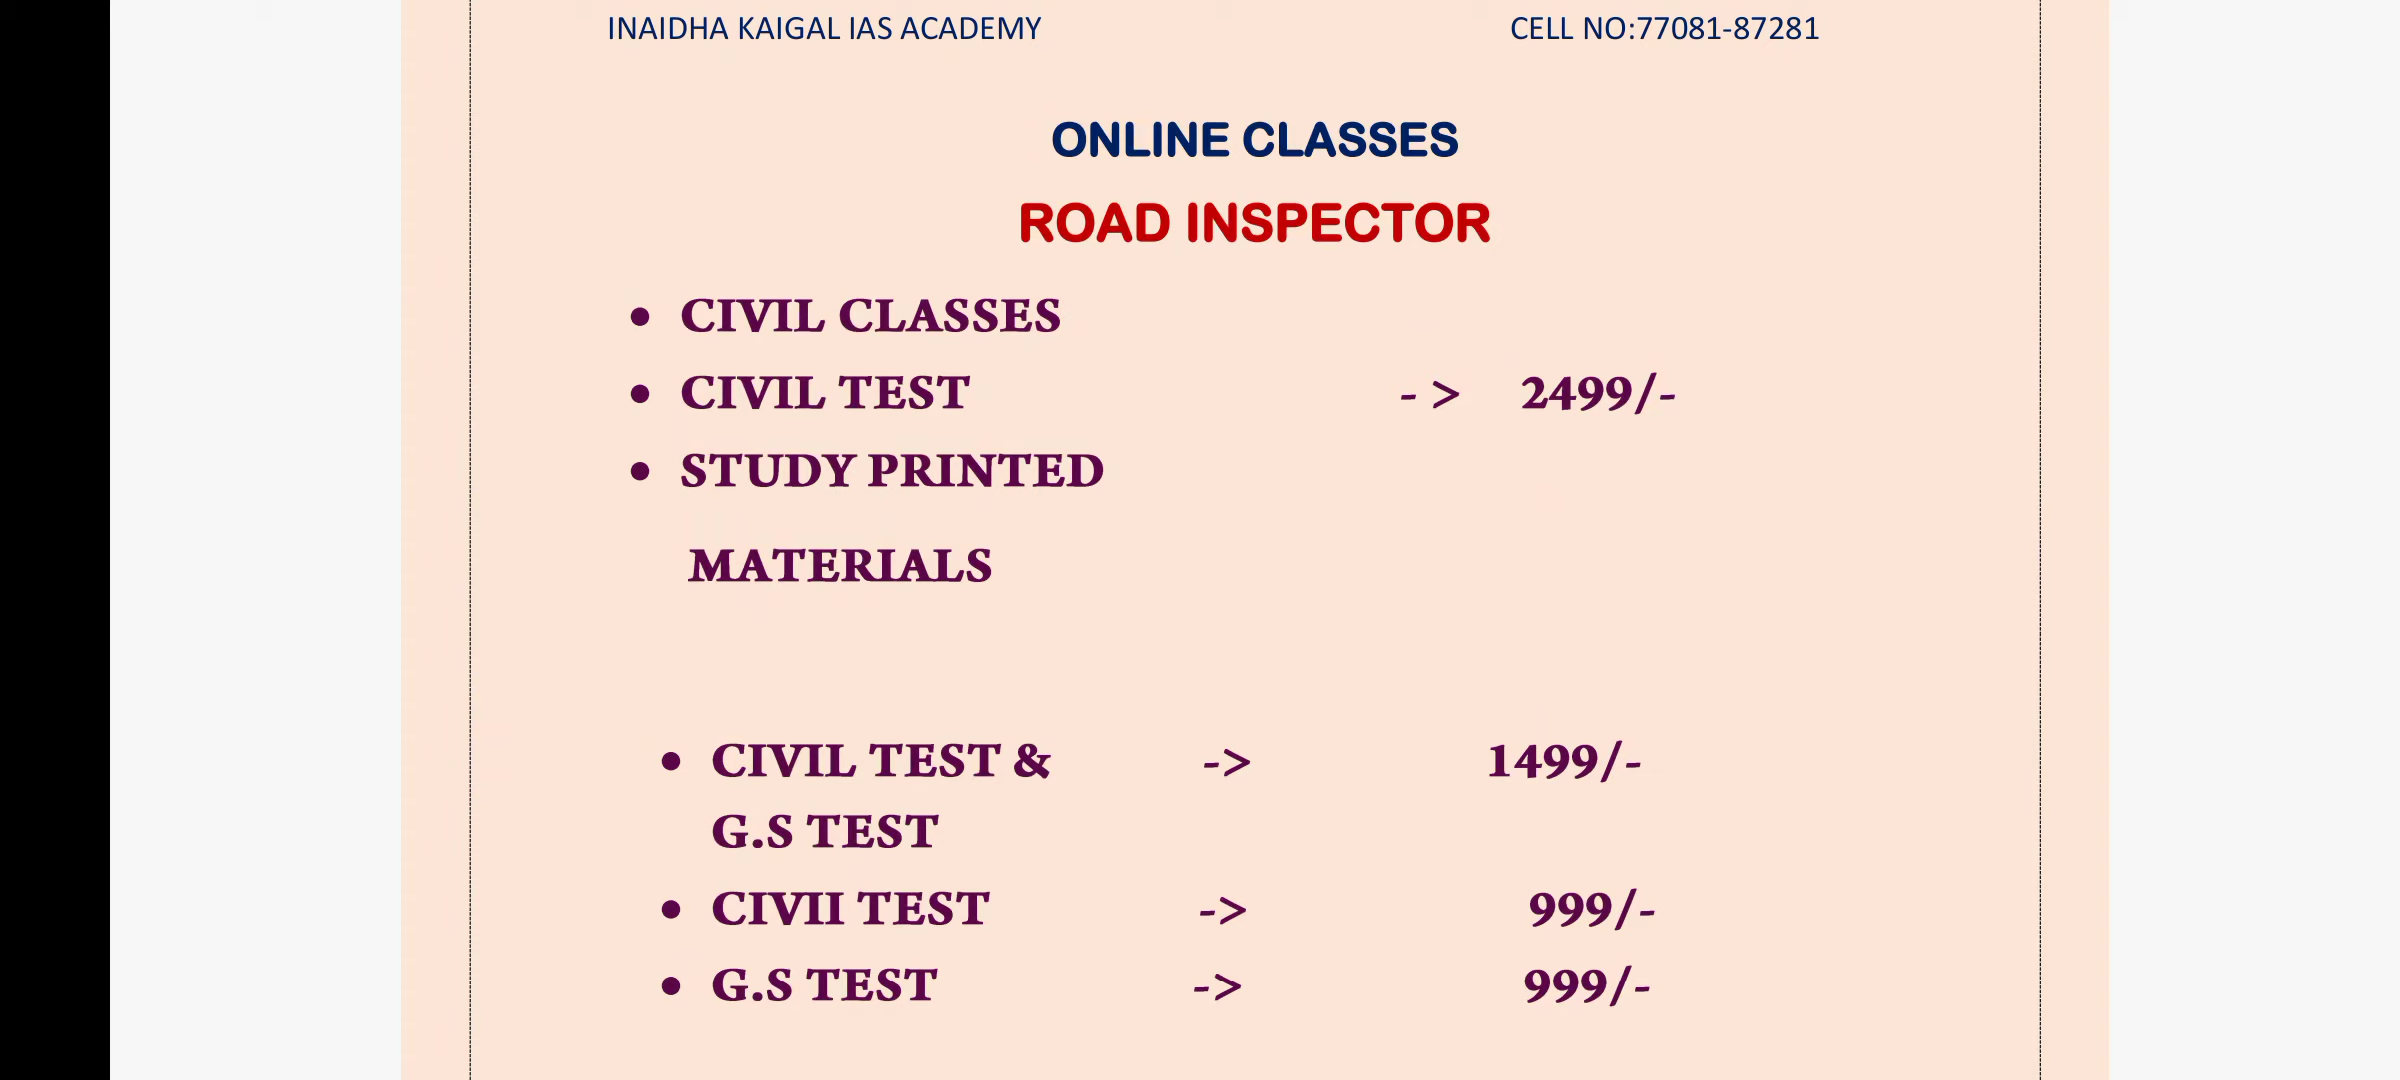 INAIDHA KAIGAL IAS ACADEMY CELL NO:77081-87281
ONLINE CLASSES
ROAD INSPECTOR
• CIVIL CLASSES
• CIVIL TEST - > 2499/-
• STUDY PRINTED
MATERIALS
• CIVIL TEST & -> 1499/-
G.S TEST
• CIVII TEST -> 999/-
• G.S TEST -> 999/-